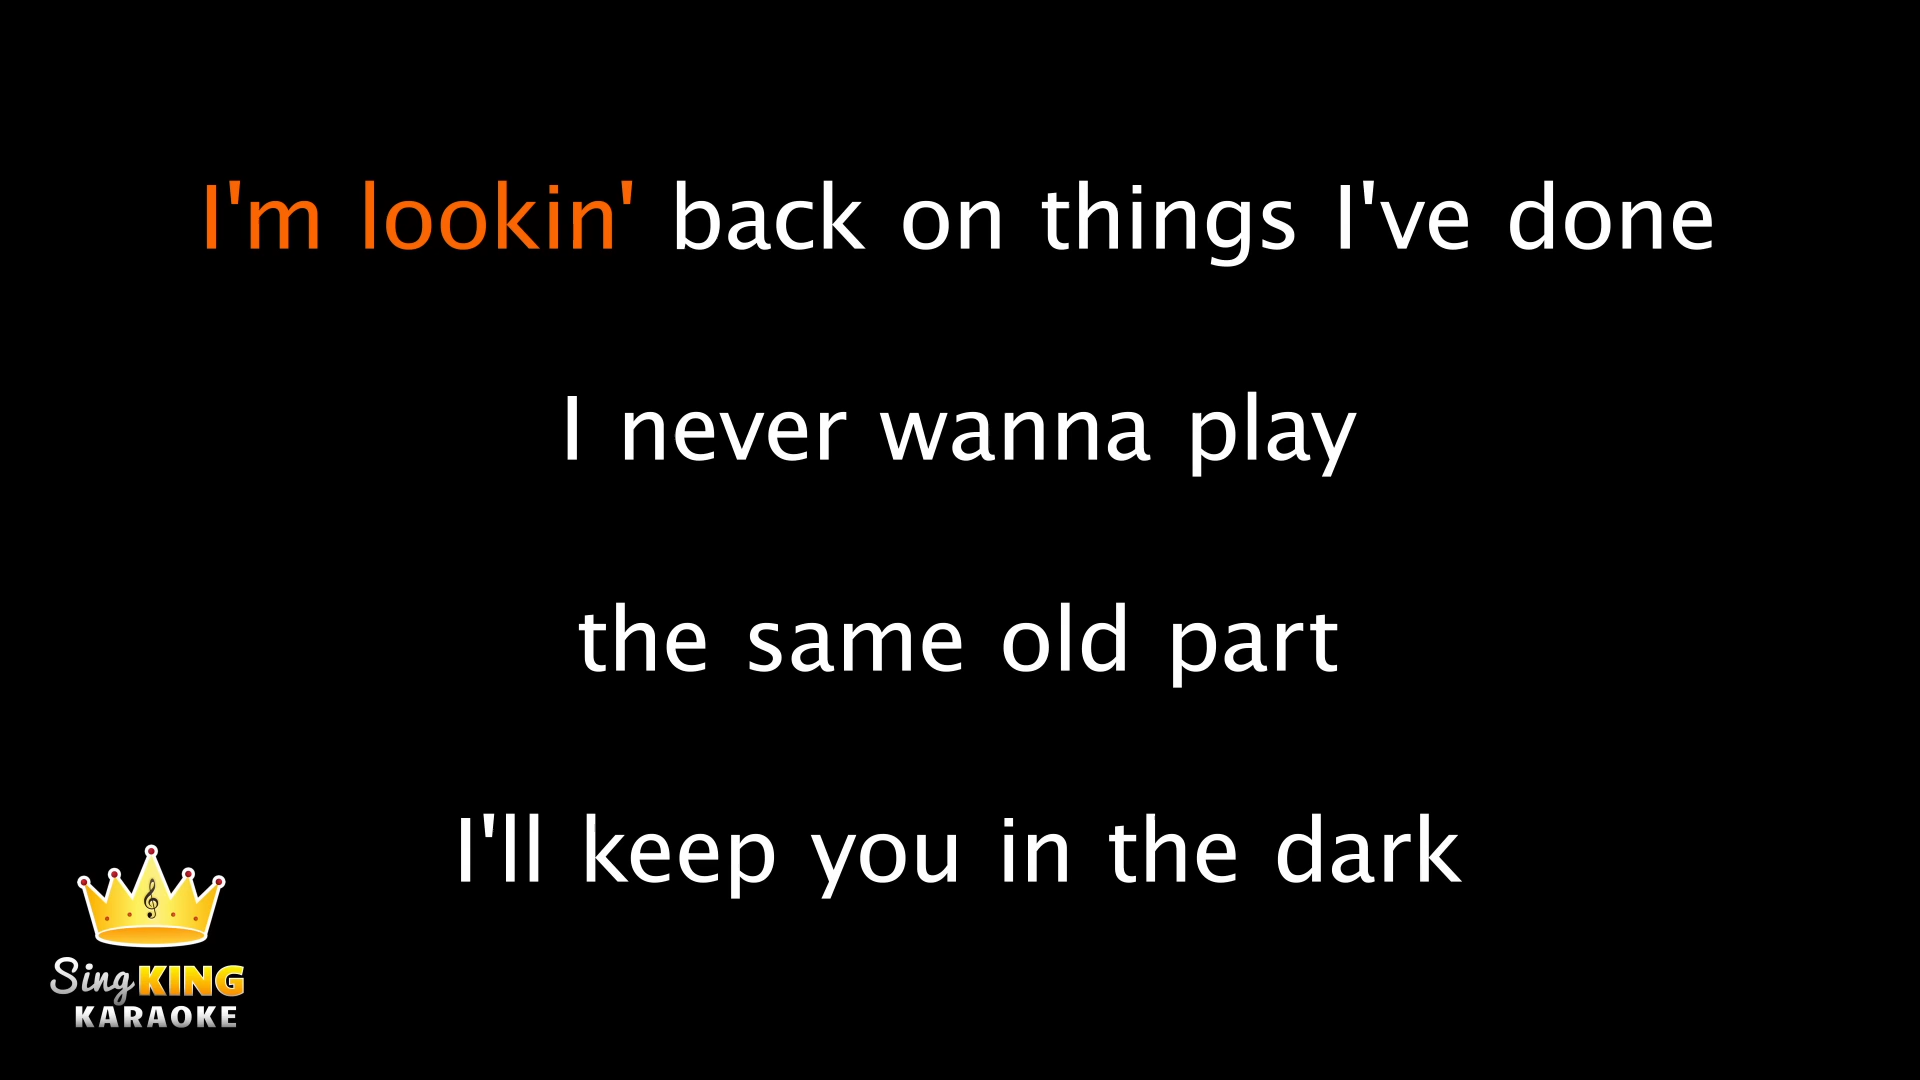 I'm lookin' back on things I've done
I never wanna play
the same old part
I'll keep you in the dark
Sing KING
KARAOKE